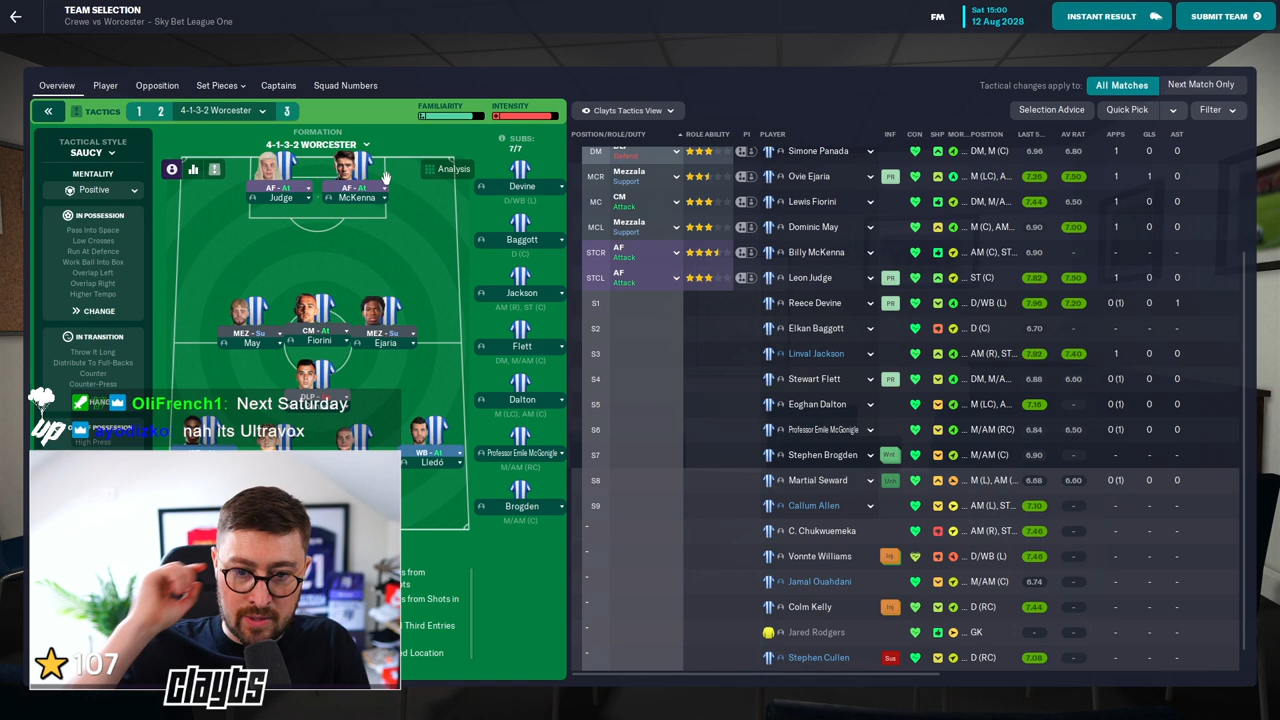 TEAM SELECTION
Crewe vs Worcester - Sky Bet League One
FM
Sat 15:00
12 Aug 2028
INSTANT RESULT
SUBMIT TEAM
Overview
Player
Opposition
Set Pieces
Captains
Squad Numbers
Tactical changes apply to:
All Matches
Next Match Only
TACTICS
1
2
4-1-3-2 Worcester
3
FAMILIARITY
INTENSITY
Clayts Tactics View
Selection Advice
Quick Pick
Filter
TACTICAL STYLE
SAUCY
MENTALITY
Positive
IN POSSESSION
Pass Into Space
Low Crosses
Run At Defence
Work Ball Into Box
Overlap Left
Overlap Right
Higher Tempo
CHANGE
IN TRANSITION
Throw It Long
Distribute To Full-Backs
Counter
Counter-Press
High Press
FORMATION
4-1-3-2 WORCESTER
Analysis
AF - At
Judge
AF - At
McKenna
MEZ - Su
May
CM - At
Fiorini
MEZ - Su
Ejaria
WB - At
Lledó
SUBS:
7/7
Devine
D/WB (L)
Baggott
D (C)
Jackson
AM (R), ST (C)
Flett
DM, M/AM (C)
Dalton
M (LC), AM (C)
Professor Emile McGonigle
M/AM (RC)
Brogden
M/AM (C)
OliFrench1: Next Saturday
ayodizko: nah its Ultravox
107
clayts
POSITION/ROLE/DUTY ROLE ABILITY PI PLAYER INF CON SHP MOR... POSITION LAST 5... AV RAT APPS GLS AST
DM Defend Simone Panada ... DM, M (C) 6.96 6.80 1 0 0
MCR Mezzala Support Ovie Ejaria PR ... M (LC), A... 7.26 7.50 1 1 0
MC CM Attack Lewis Fiorini ... DM, M/A... 7.44 6.50 1 0 0
MCL Mezzala Support Dominic May ... M (C), AM... 6.90 7.00 1 0 0
STCR AF Attack Billy McKenna ... AM (C), ST... 6.90 - - - -
STCL AF Attack Leon Judge PR ... ST (C) 7.82 7.50 1 0 0
S1 Reece Devine PR ... D/WB (L) 7.96 7.20 0 (1) 0 1
S2 Elkan Baggott ... D (C) 6.70 - - - -
S3 Linval Jackson ... AM (R), ST... 7.82 7.40 1 0 0
S4 Stewart Flett PR ... DM, M/A... 6.88 6.60 0 (1) 0 0
S5 Eoghan Dalton ... M (LC), AM... 7.16 - - - -
S6 Professor Emile McGonigle ... M/AM (RC) 6.84 6.50 0 (1) 0 0
S7 Stephen Brogden Wnt ... M/AM (C) 6.90 - - - -
S8 Martial Seward Unh ... M (L), AM (... 6.68 6.60 0 (1) 0 0
S9 Callum Allen ... AM (L), ST... 7.10 - - - -
- C. Chukwuemeka ... AM (R), ST... 7.46 - - - -
- Vonnte Williams Inj ... D/WB (L) 7.46 - - - -
- Jamal Ouahdani ... M/AM (C) 6.74 - - - -
- Colm Kelly Inj ... D (RC) 7.44 - - - -
- Jared Rodgers ... GK - - - - -
- Stephen Cullen Sus ... D (RC) 7.08 - - - -